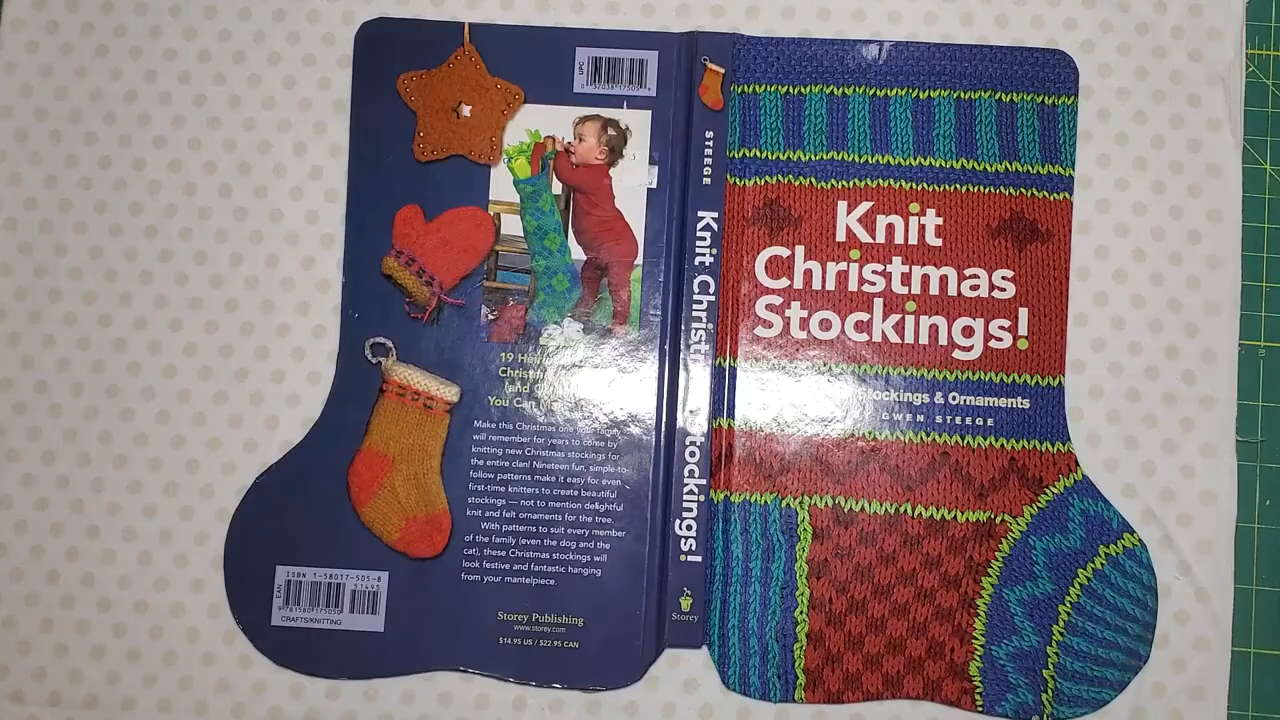 UPC
STEEGE
Knit Christ
Stockings!
Storey
Knit
Christmas
Stockings!
Stockings & Ornaments
GWEN STEEGE
19
Christm
(and
You Can
Make this Christmas one your family
will remember for years to come by
knitting new Christmas stockings for
the entire clan! Nineteen fun, simple-to-
follow patterns make it easy for even
first-time knitters to create beautiful
stockings — not to mention delightful
knit and felt ornaments for the tree.
With patterns to suit every member
of the family (even the dog and the
cat), these Christmas stockings will
look festive and fantastic hanging
from your mantelpiece.
ISBN 1-58017-505-8
51495
EAN
9 781580 175050
CRAFTS/KNITTING
Storey Publishing
www.storey.com
$14.95 US / $22.95 CAN